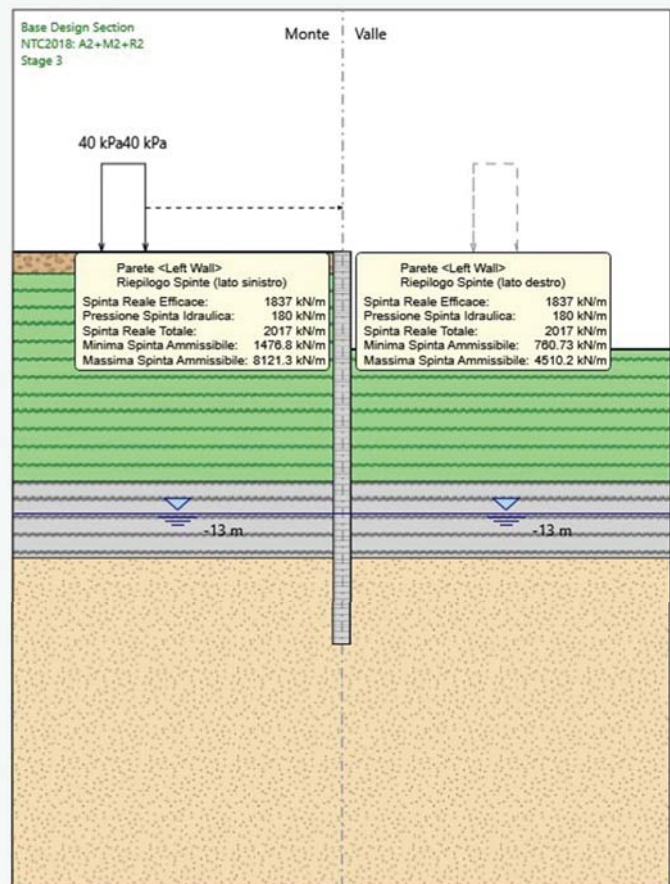 Base Design Section
NTC2018: A2+M2+R2
Stage 3
Monte
Valle
40 kPa40 kPa
Parete <Left Wall>
Riepilogo Spinte (lato sinistro)
Spinta Reale Efficace: 1837 kN/m
Pressione Spinta Idraulica: 180 kN/m
Spinta Reale Totale: 2017 kN/m
Minima Spinta Ammissibile: 1476.8 kN/m
Massima Spinta Ammissibile: 8121.3 kN/m
Parete <Left Wall>
Riepilogo Spinte (lato destro)
Spinta Reale Efficace: 1837 kN/m
Pressione Spinta Idraulica: 180 kN/m
Spinta Reale Totale: 2017 kN/m
Minima Spinta Ammissibile: 760.73 kN/m
Massima Spinta Ammissibile: 4510.2 kN/m
-13 m
-13 m